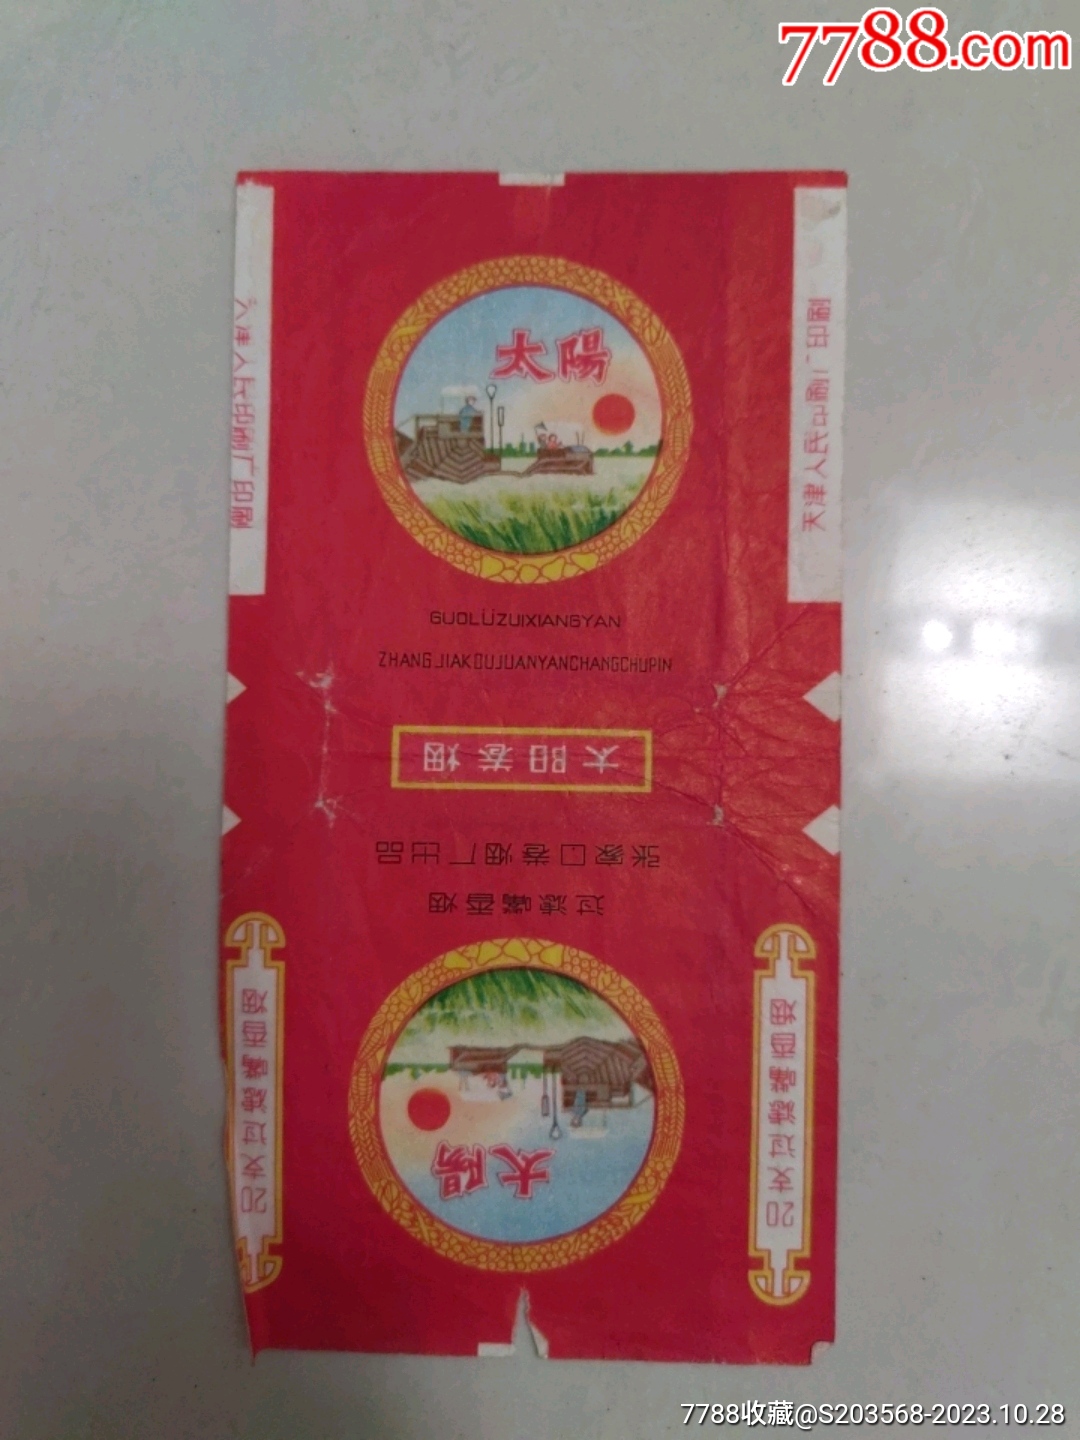 7788.com
太陽
天津人民印刷厂印刷
天津人民印刷厂印刷
GUOLÜZUIXIANGYAN
ZHANGJIAKOUJUANYANCHANGCHUPIN
太阳卷烟
张家口卷烟厂出品
过滤嘴香烟
太陽
20支过滤嘴香烟
20支过滤嘴香烟
7788收藏@S203568-2023.10.28